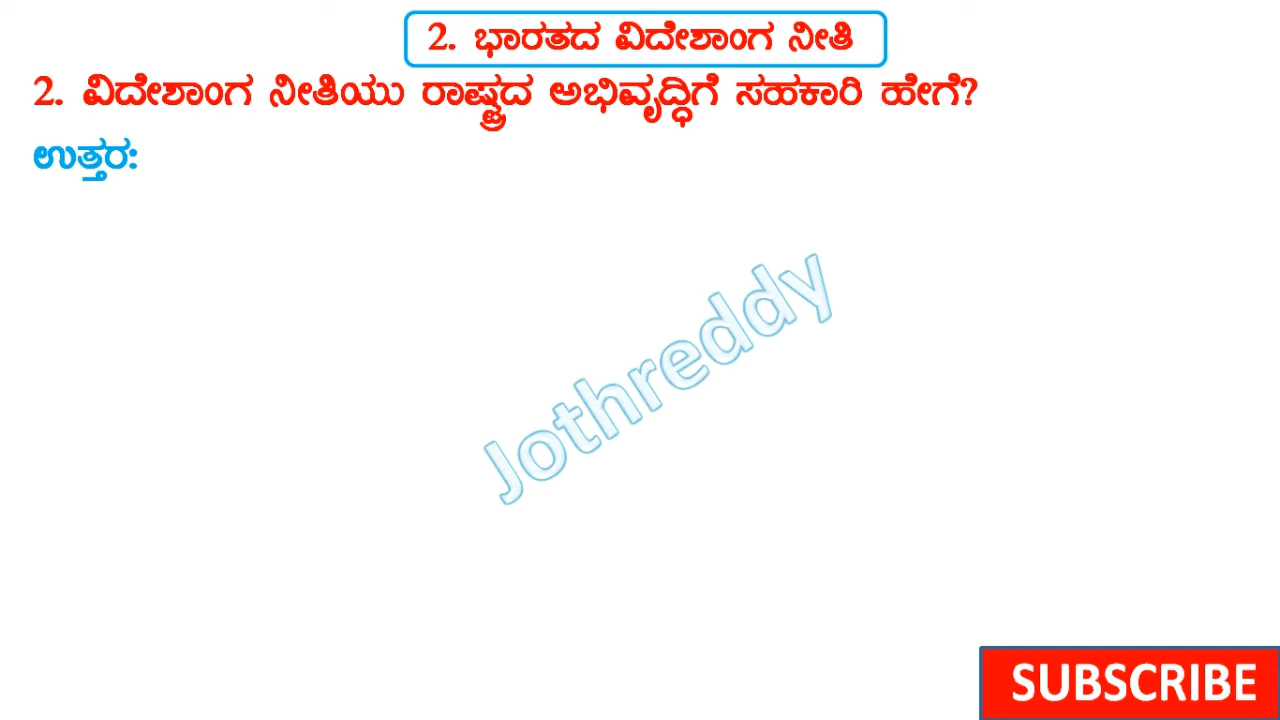 2. ಭಾರತದ ವಿದೇಶಾಂಗ ನೀತಿ
2. ವಿದೇಶಾಂಗ ನೀತಿಯು ರಾಷ್ಟ್ರದ ಅಭಿವೃದ್ಧಿಗೆ ಸಹಕಾರಿ ಹೇಗೆ?
ಉತ್ತರ:
Jothreddy
SUBSCRIBE